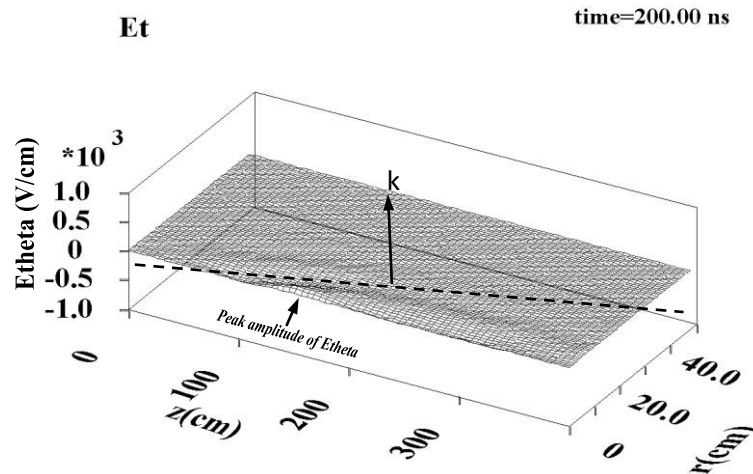 Et
time=200.00 ns
*10 3
Etheta (V/cm)
1.0
0.5
0
-0.5
-1.0
k
Peak amplitude of Etheta
0
100
200
300
z(cm)
0
20.0
40.0
r(cm)